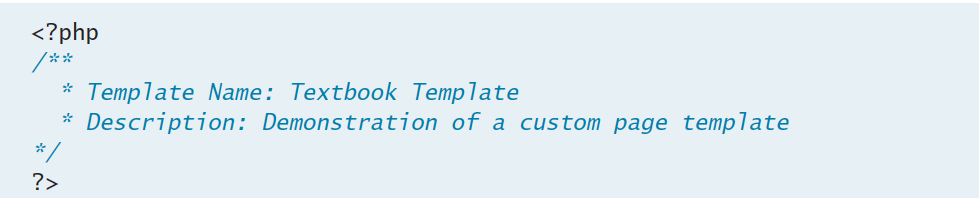 <?php
/**
* Template Name: Textbook Template
* Description: Demonstration of a custom page template
*/
?>